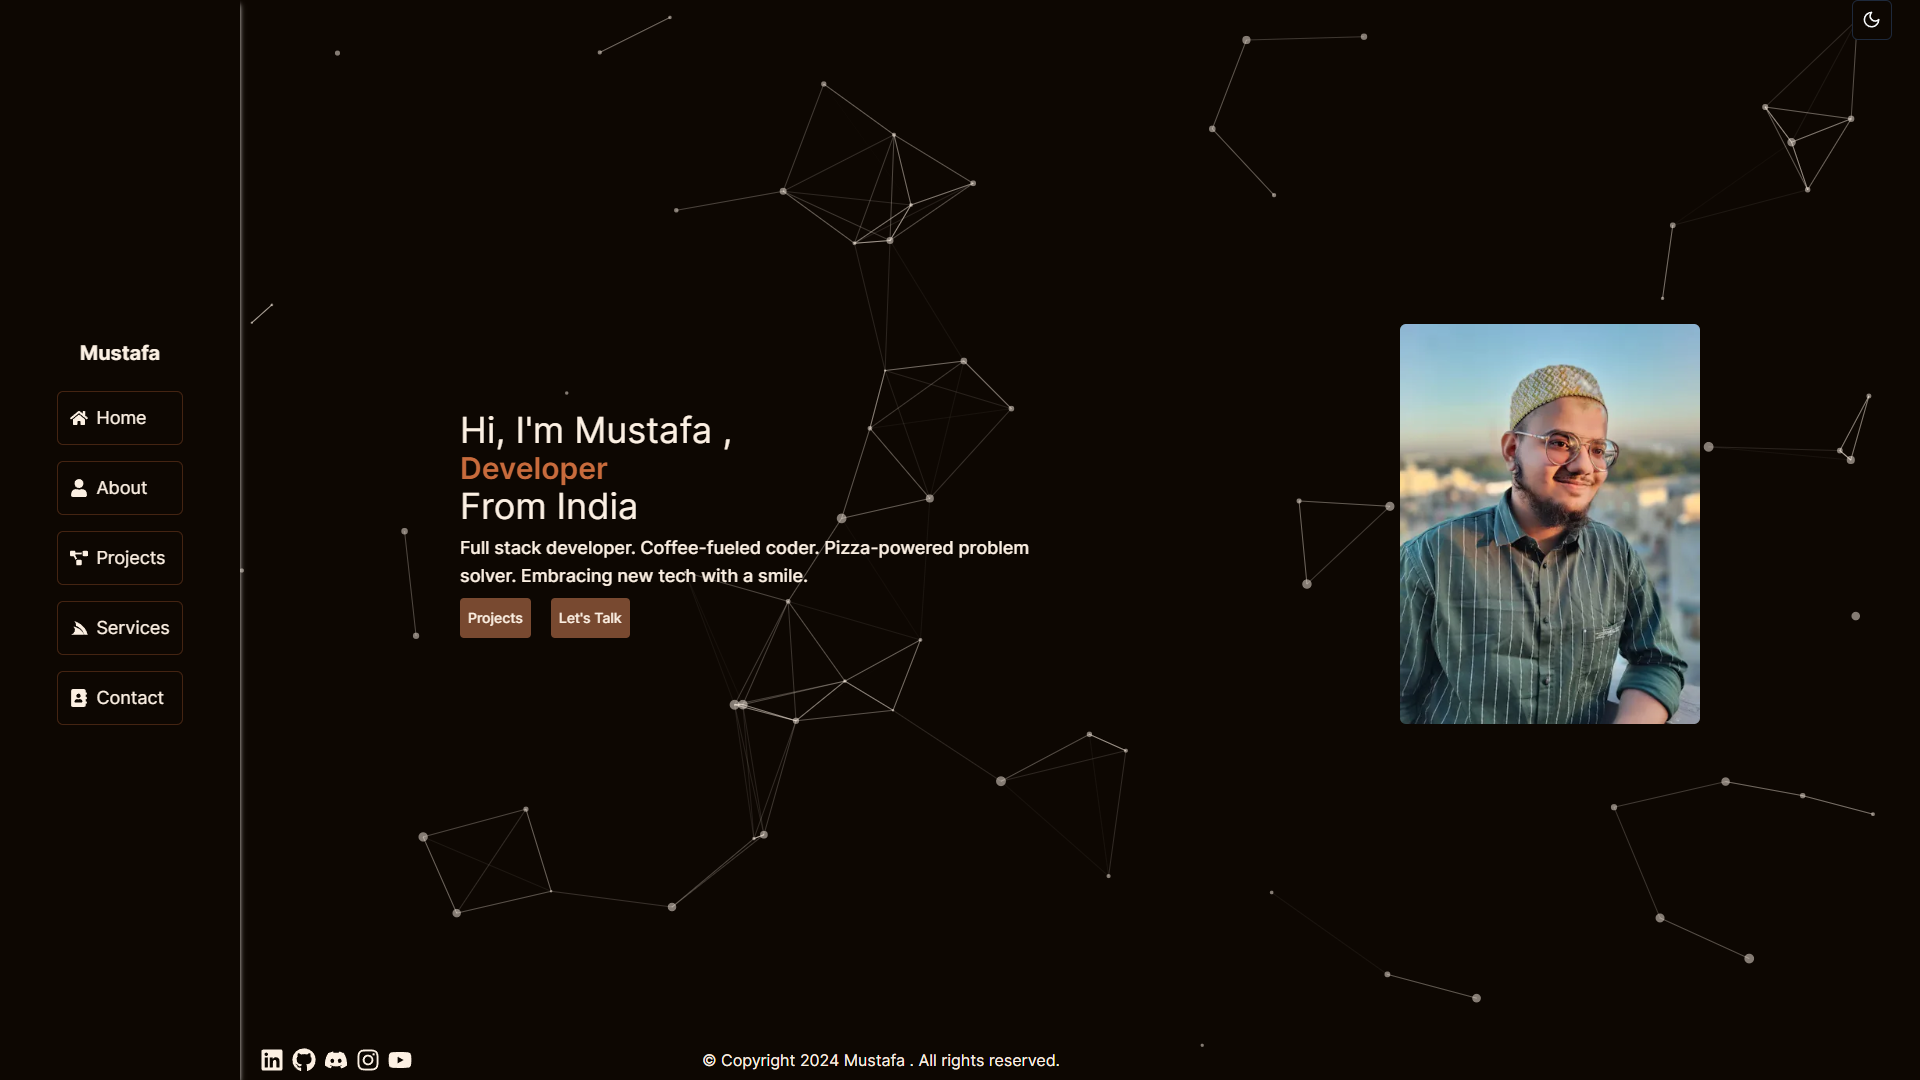 Mustafa
Home
About
Projects
Services
Contact
Hi, I'm Mustafa ,
Developer
From India
Full stack developer. Coffee-fueled coder. Pizza-powered problem
solver. Embracing new tech with a smile.
Projects
Let's Talk
© Copyright 2024 Mustafa . All rights reserved.